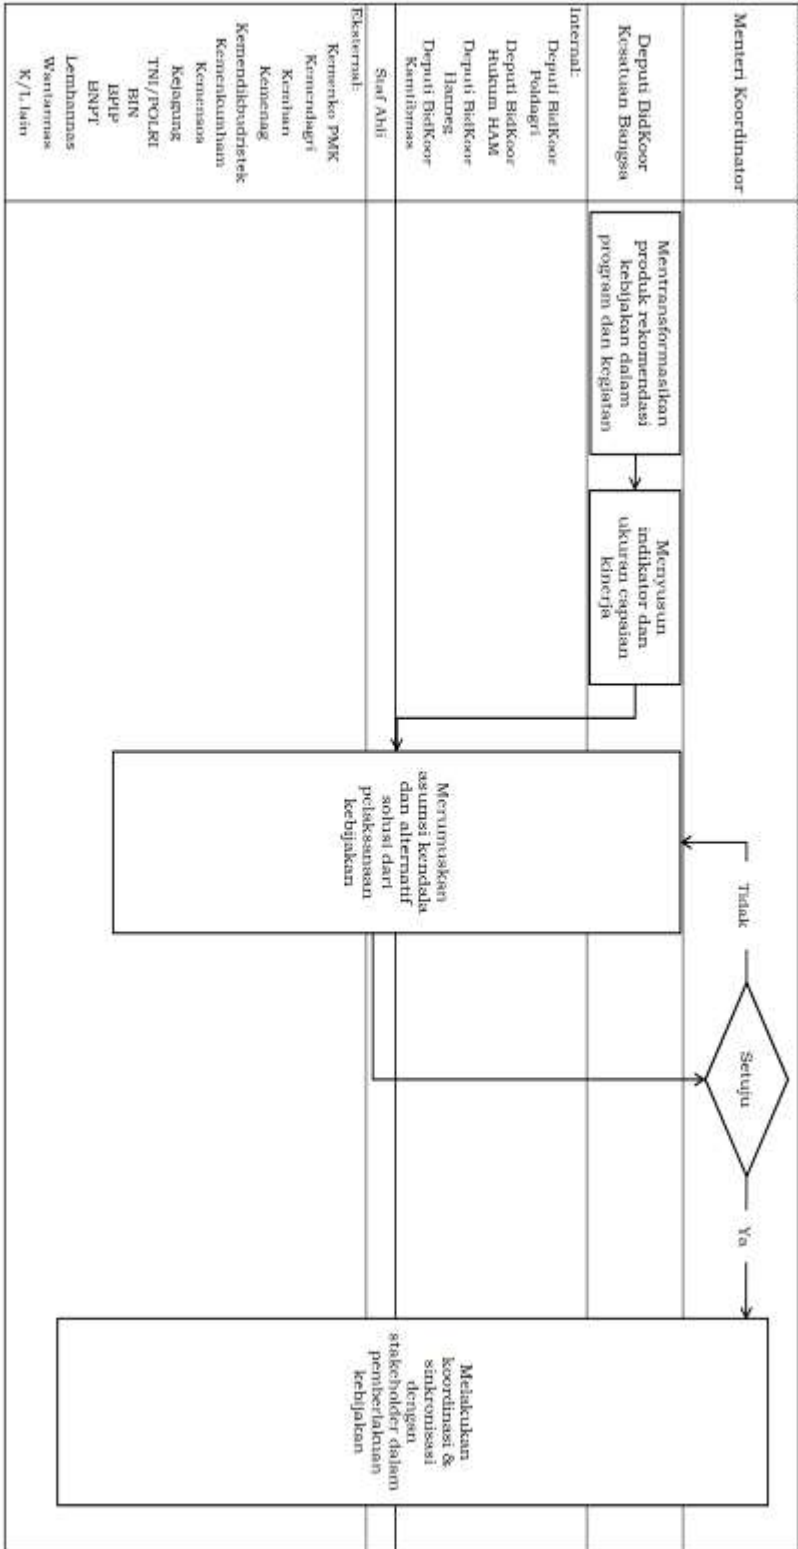 Menteri Koordinator
Deputi BidKoor
Kesatuan Bangsa
Internal:
Deputi BidKoor
Poldagri
Deputi BidKoor
Hukum HAM
Deputi BidKoor
Hanneg
Deputi BidKoor
Kamtibmas
Staf Ahli
Eksternal:
Kemenko PMK
Kemendagri
Kemhan
Kemenag
Kemendikbudristek
Kemenkumham
Kemensos
Kejagung
TNI/POLRI
BIN
BPIP
BNPT
Lemhannas
Wantannas
K/L lain
Mentransformasikan
produk rekomendasi
kebijakan dalam
program dan kegiatan
Menyusun
indikator dan
ukuran capaian
kinerja
Merumuskan
asumsi kendala
dan alternatif
solusi dari
pelaksanaan
kebijakan
Tidak
Setuju
Ya
Melakukan
koordinasi &
sinkronisasi
dengan
stakeholder dalam
pemberlakuan
kebijakan